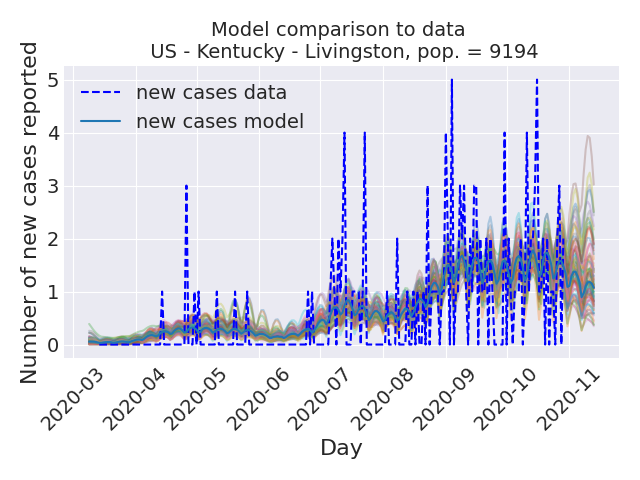 Model comparison to data
US - Kentucky - Livingston, pop. = 9194
Number of new cases reported
5
4
3
2
1
0
new cases data
new cases model
2020-03
2020-04
2020-05
2020-06
2020-07
2020-08
2020-09
2020-10
2020-11
Day